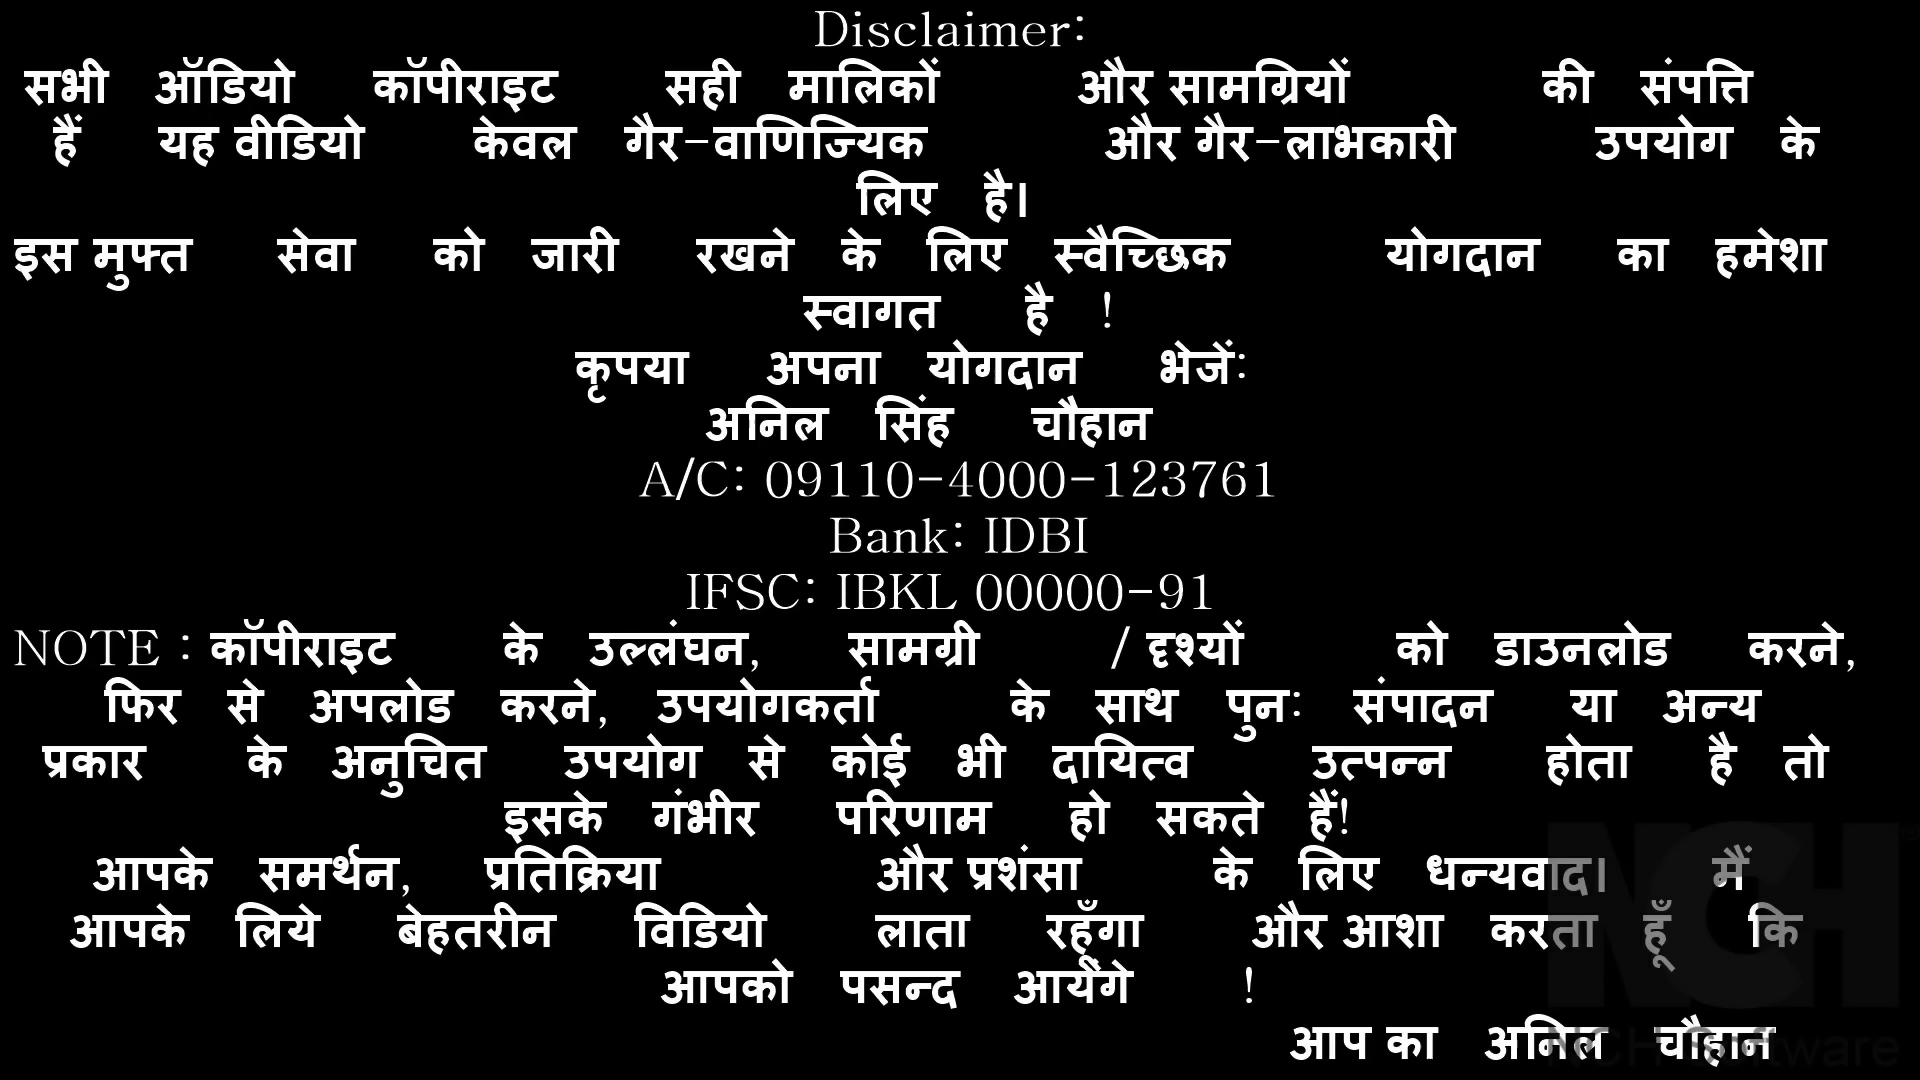 Disclaimer:
सभी ऑडियो कॉपीराइट सही मालिकों और सामग्रियों की संपत्ति
हैं यह वीडियो केवल गैर-वाणिज्यिक और गैर-लाभकारी उपयोग के
लिए है।
इस मुफ्त सेवा को जारी रखने के लिए स्वैच्छिक योगदान का हमेशा
स्वागत है !
कृपया अपना योगदान भेजें:
अनिल सिंह चौहान
A/C: 09110-4000-123761
Bank: IDBI
IFSC: IBKL 00000-91
NOTE : कॉपीराइट के उल्लंघन, सामग्री / दृश्यों को डाउनलोड करने,
फिर से अपलोड करने, उपयोगकर्ता के साथ पुन: संपादन या अन्य
प्रकार के अनुचित उपयोग से कोई भी दायित्व उत्पन्न होता है तो
इसके गंभीर परिणाम हो सकते हैं!
आपके समर्थन, प्रतिक्रिया और प्रशंसा के लिए धन्यवाद। मैं
आपके लिये बेहतरीन विडियो लाता रहूँगा और आशा करता हूँ कि
आपको पसन्द आयेंगे !
आप का अनिल चौहान
NCH
NCH Software